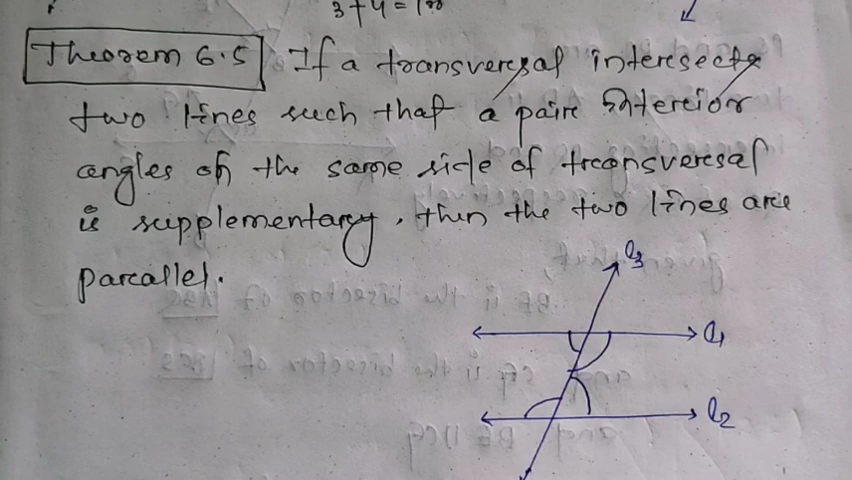 3+4=180
Theorem 6.5 If a transversal intersects
two lines such that a pair interior
angles on the same side of transversal
is supplementary, then the two lines are
parallel.
l3
l1
l2